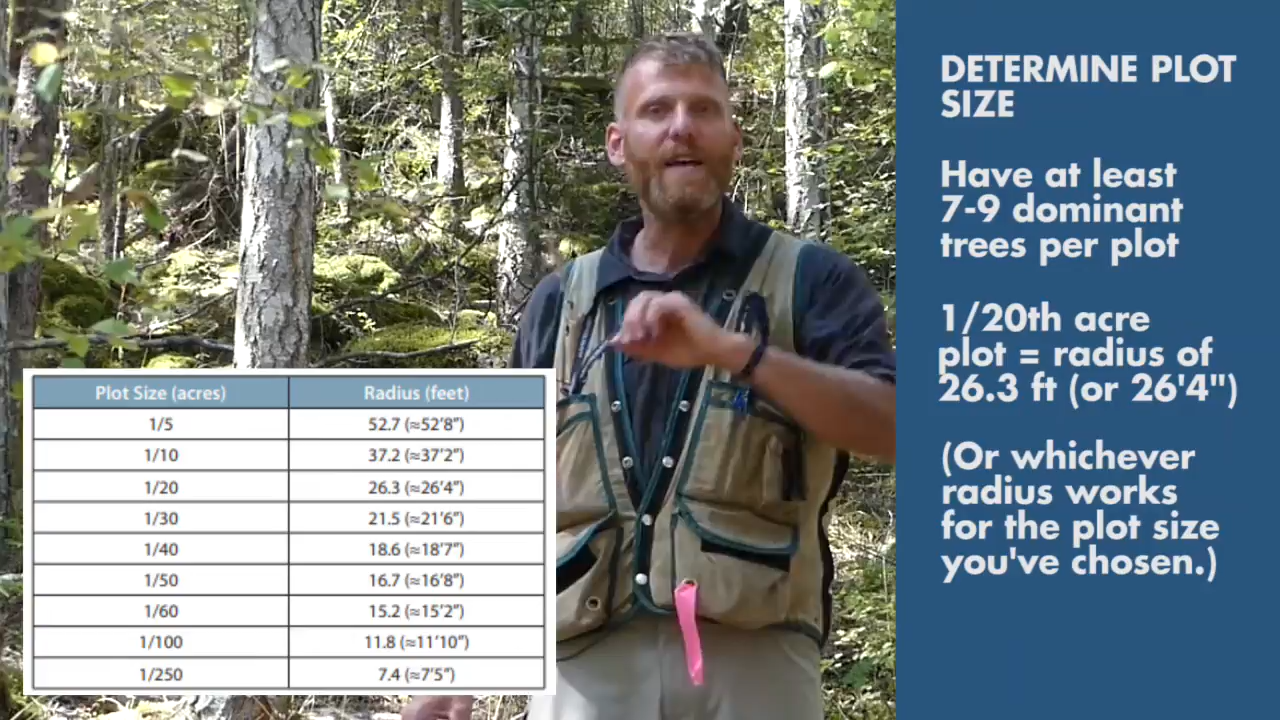 DETERMINE PLOT
SIZE
Have at least
7-9 dominant
trees per plot
1/20th acre
plot = radius of
26.3 ft (or 26'4")
(Or whichever
radius works
for the plot size
you've chosen.)
Plot Size (acres) Radius (feet)
1/5 52.7 (≈52'8")
1/10 37.2 (≈37'2")
1/20 26.3 (≈26'4")
1/30 21.5 (≈21'6")
1/40 18.6 (≈18'7")
1/50 16.7 (≈16'8")
1/60 15.2 (≈15'2")
1/100 11.8 (≈11'10")
1/250 7.4 (≈7'5")